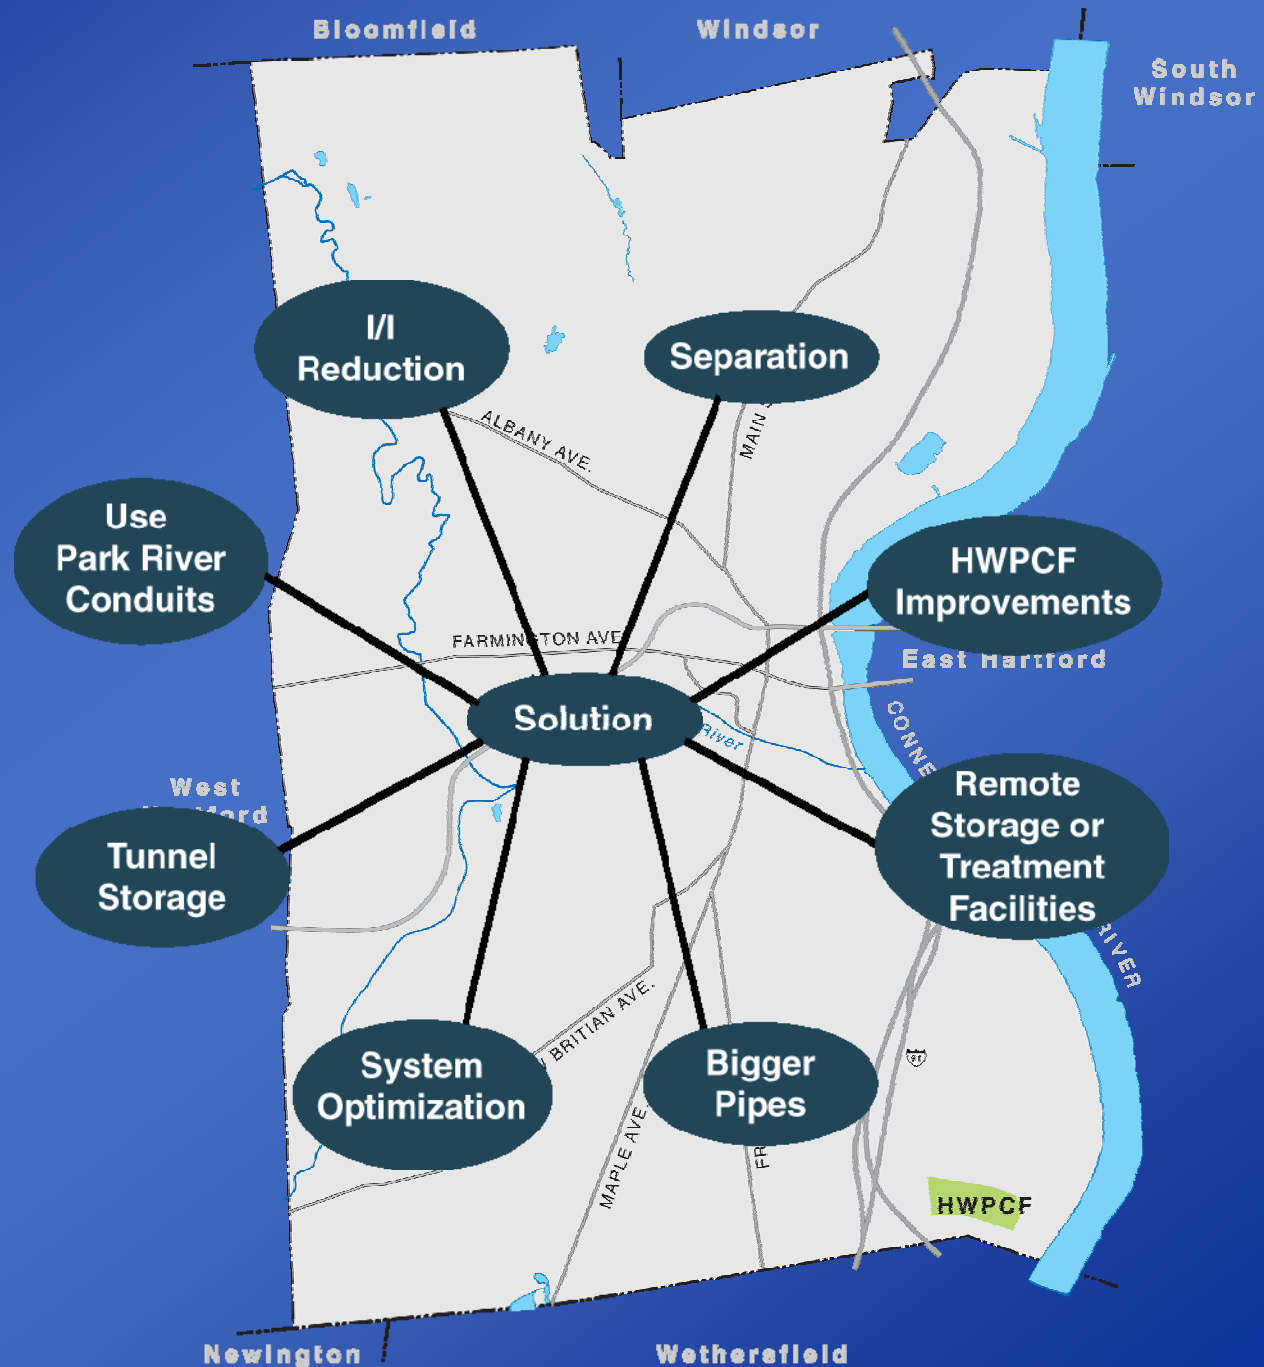 Bloomfield
Windsor
South
Windsor
I/I
Reduction
Separation
ALBANY AVE.
MAIN
Use
Park River
Conduits
HWPCF
Improvements
FARMINGTON AVE
East Hartford
Solution
River
West
Tunnel
Storage
Remote
Storage or
Treatment
Facilities
RIVER
BRITIAN AVE.
System
Optimization
Bigger
Pipes
91
MAPLE AVE.
HWPCF
Newington
Wethersfield